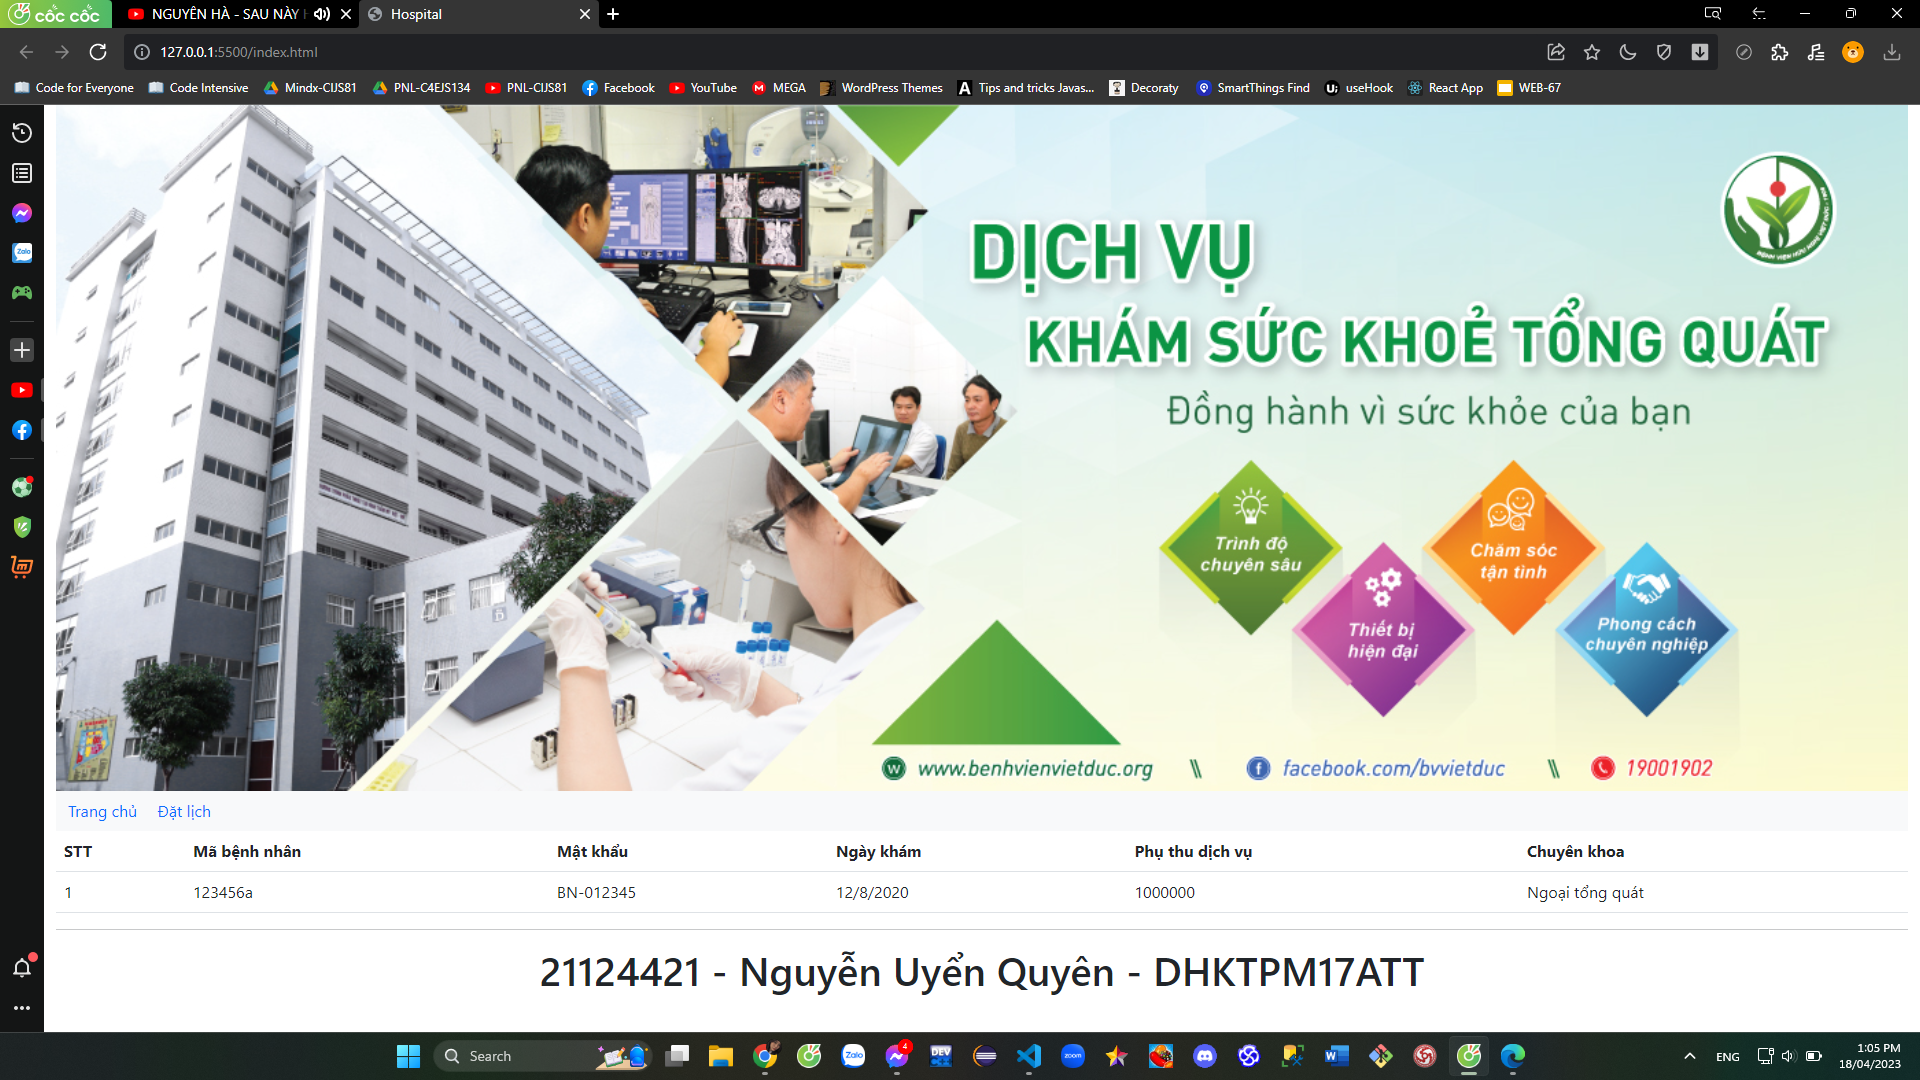 cốc cốc
NGUYÊN HÀ - SAU NÀY
Hospital
127.0.0.1:5500/index.html
Code for Everyone
Code Intensive
Mindx-CIJS81
PNL-C4EJS134
PNL-CIJS81
Facebook
YouTube
MEGA
WordPress Themes
Tips and tricks Javas...
Decoraty
SmartThings Find
useHook
React App
WEB-67
Zalo
DỊCH VỤ
KHÁM SỨC KHOẺ TỔNG QUÁT
Đồng hành vì sức khỏe của bạn
Trình độ
chuyên sâu
Chăm sóc
tận tình
Thiết bị
hiện đại
Phong cách
chuyên nghiệp
www.benhvienvietduc.org \\ facebook.com/bvvietduc \\ 19001902
Trang chủ Đặt lịch
STT Mã bệnh nhân Mật khẩu Ngày khám Phụ thu dịch vụ Chuyên khoa
1 123456a BN-012345 12/8/2020 1000000 Ngoại tổng quát
21124421 - Nguyễn Uyển Quyên - DHKTPM17ATT
Search
Zalo
4
DEV
zoom
ENG
1:05 PM
18/04/2023